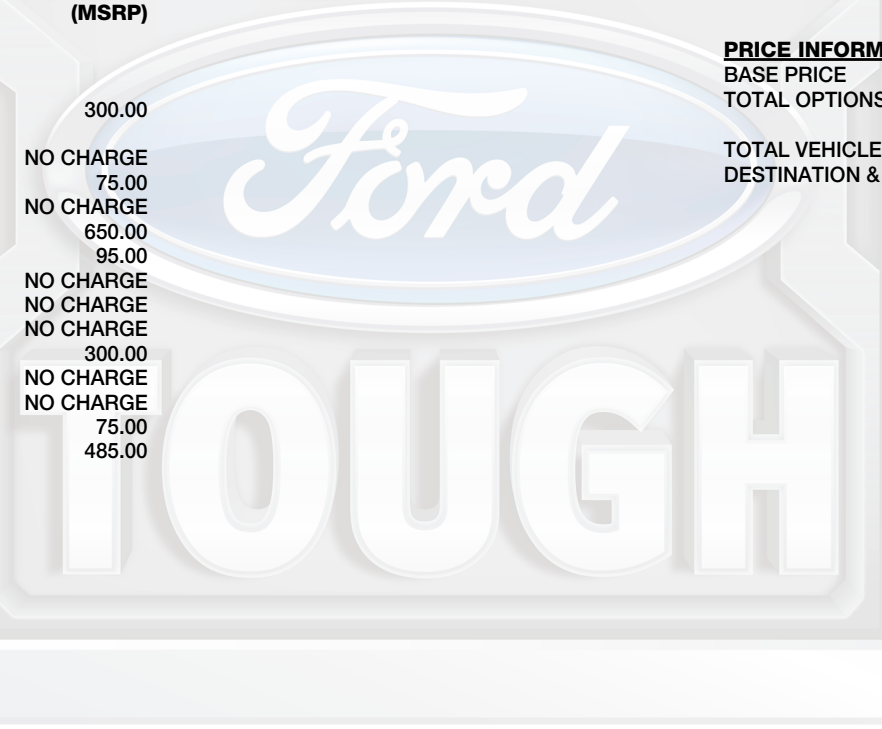 (MSRP)
300.00
NO CHARGE
75.00
NO CHARGE
650.00
95.00
NO CHARGE
NO CHARGE
NO CHARGE
300.00
NO CHARGE
NO CHARGE
75.00
485.00
PRICE INFORM
BASE PRICE
TOTAL OPTIONS
TOTAL VEHICLE
DESTINATION &
Ford
TOUGH